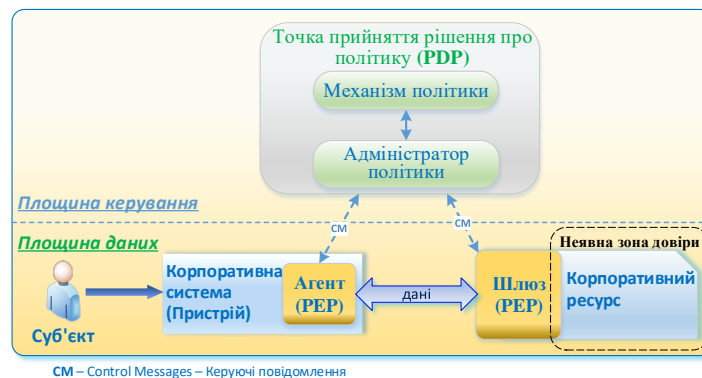 Точка прийняття рішення про
політику (PDP)
Механізм політики
Адміністратор
політики
Площина керування
см
см
Площина даних
Неявна зона довіри
Корпоративна
система
(Пристрій)
Агент
(PEP)
дані
Шлюз
(PEP)
Корпоративний
ресурс
Суб'єкт
СМ – Control Messages – Керуючі повідомлення